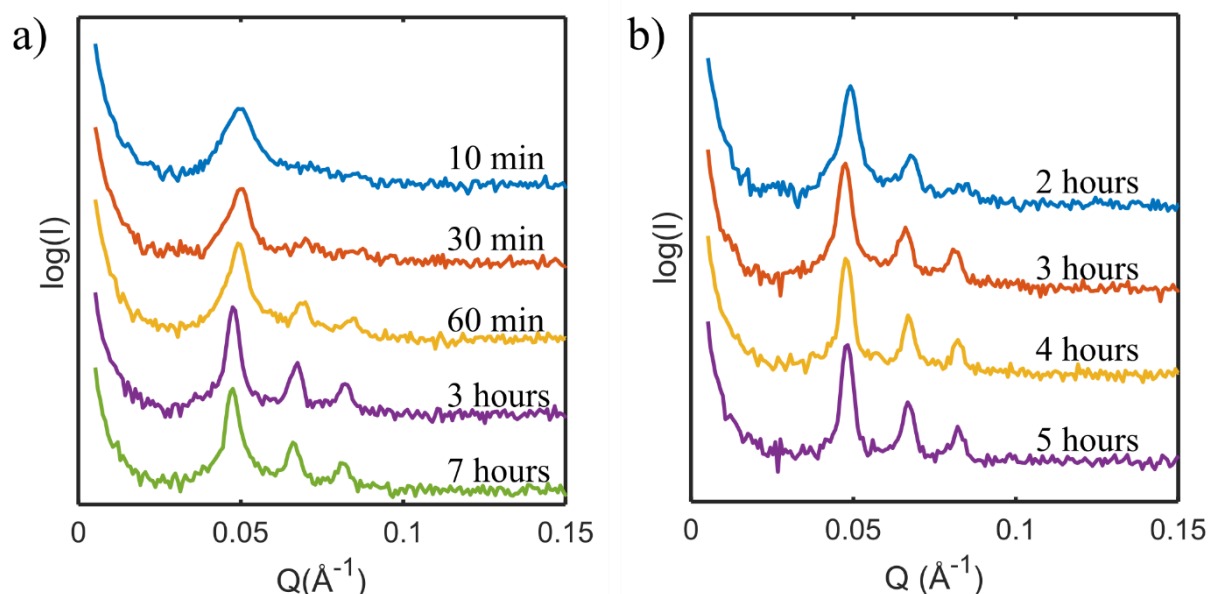 a)
log(I)
10 min
30 min
60 min
3 hours
7 hours
0
0.05
0.1
0.15
Q(Å⁻¹)
b)
log(I)
2 hours
3 hours
4 hours
5 hours
0
0.05
0.1
0.15
Q (Å⁻¹)